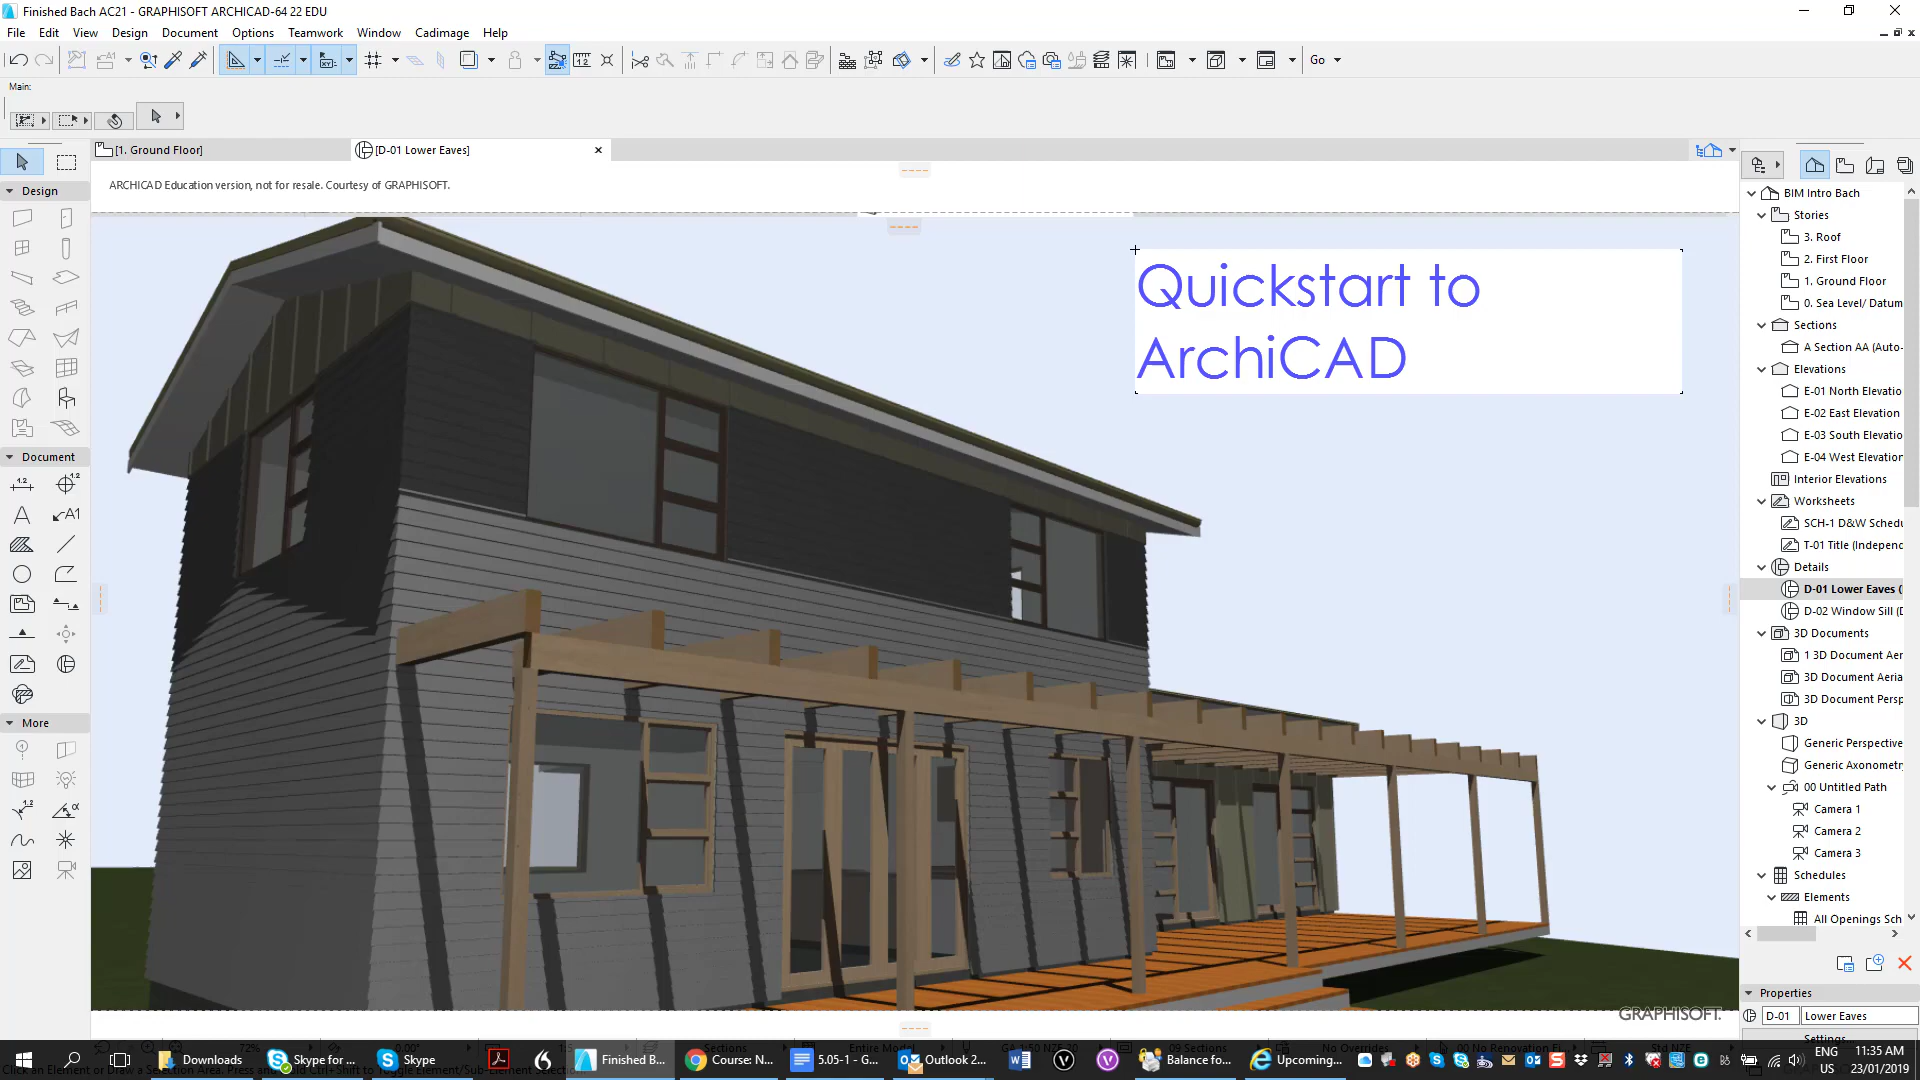 Finished Bach AC21 - GRAPHISOFT ARCHICAD-64 22 EDU
File Edit View Design Document Options Teamwork Window Cadimage Help
Go
Main:
[1. Ground Floor]
[D-01 Lower Eaves]
ARCHICAD Education version, not for resale. Courtesy of GRAPHISOFT.
Quickstart to
ArchiCAD
Design
Document
More
BIM Intro Bach
Stories
3. Roof
2. First Floor
1. Ground Floor
0. Sea Level/ Datum
Sections
A Section AA (Auto-
Elevations
E-01 North Elevatio
E-02 East Elevation
E-03 South Elevatio
E-04 West Elevation
Interior Elevations
Worksheets
SCH-1 D&W Schedu
T-01 Title (Independ
Details
D-01 Lower Eaves (
D-02 Window Sill (D
3D Documents
1 3D Document Aer
3D Document Aeria
3D Document Persp
3D
Generic Perspective
Generic Axonometr
00 Untitled Path
Camera 1
Camera 2
Camera 3
Schedules
Elements
All Openings Sch
Properties
D-01 Lower Eaves
Settings...
GRAPHISOFT.
Downloads
Skype for ...
Skype
Finished B...
Course: N...
5.05-1 - G...
Outlook 2...
Balance fo...
Upcoming...
ENG
US
11:35 AM
23/01/2019